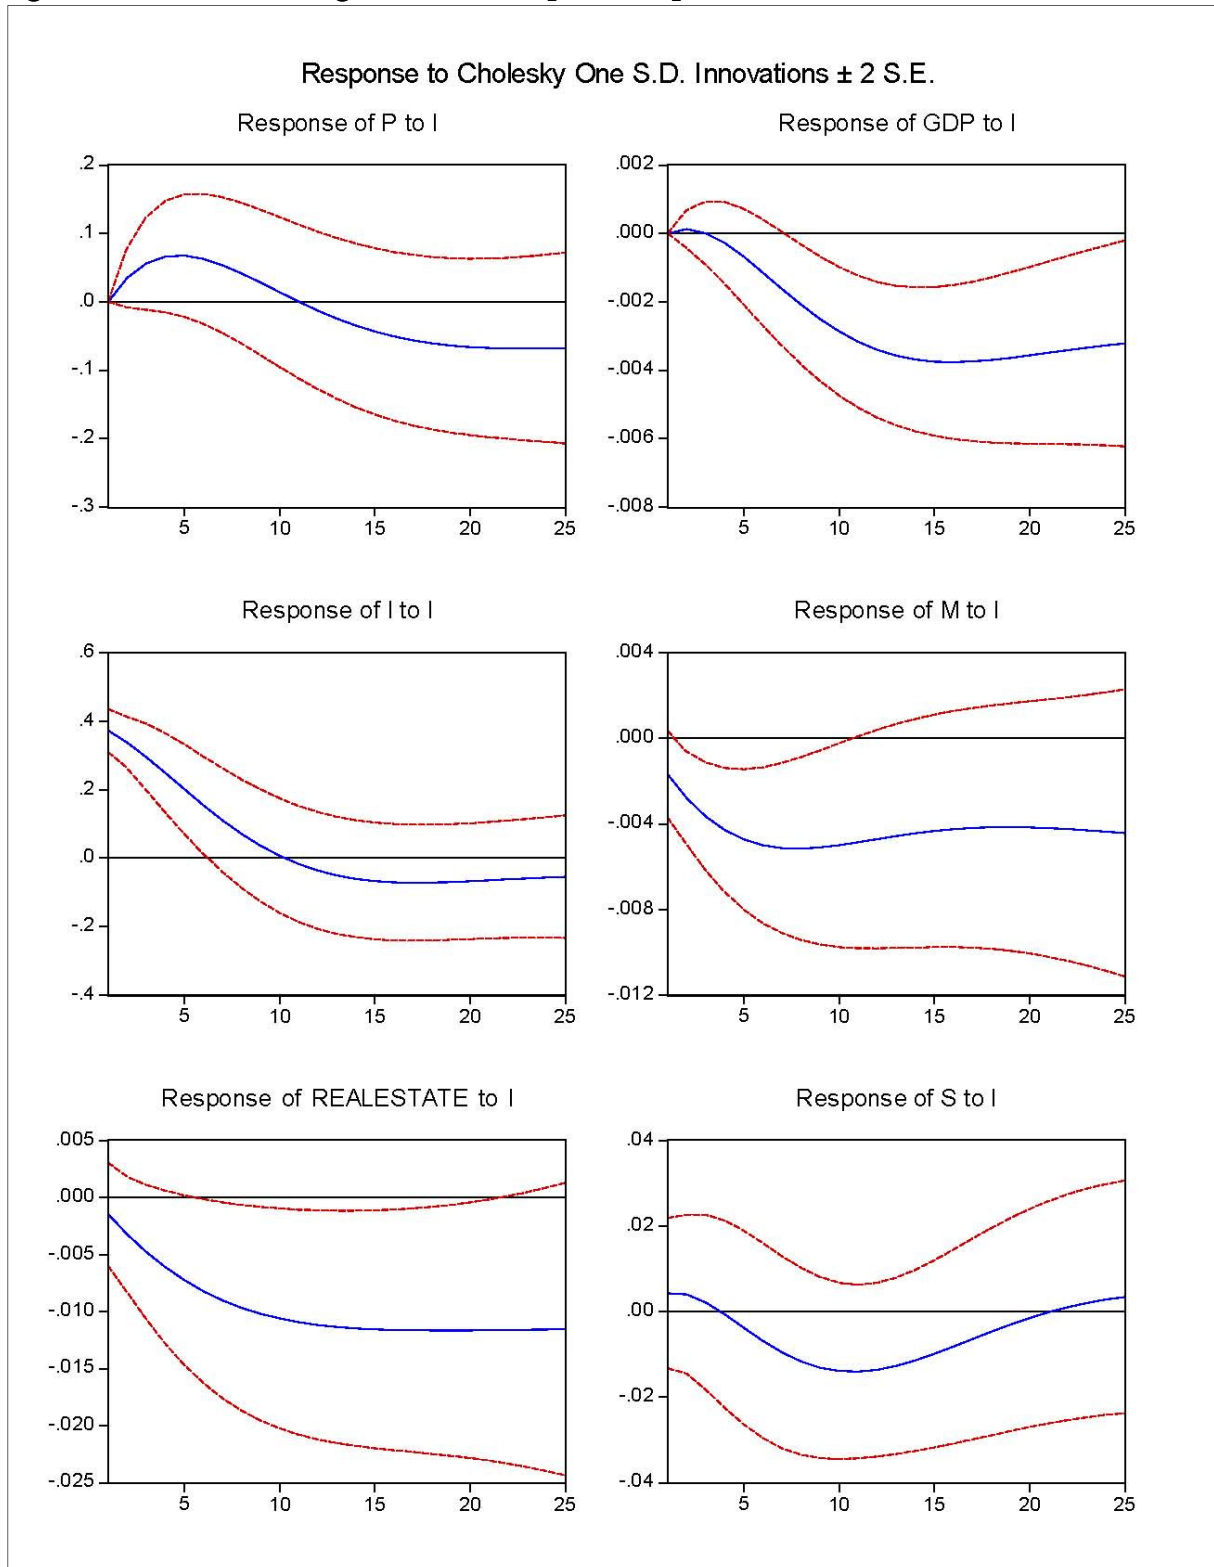 Response to Cholesky One S.D. Innovations ± 2 S.E.
Response of P to I
.2
.1
.0
-.1
-.2
-.3
5 10 15 20 25
Response of GDP to I
.002
.000
-.002
-.004
-.006
-.008
5 10 15 20 25
Response of I to I
.6
.4
.2
.0
-.2
-.4
5 10 15 20 25
Response of M to I
.004
.000
-.004
-.008
-.012
5 10 15 20 25
Response of REALESTATE to I
.005
.000
-.005
-.010
-.015
-.020
-.025
5 10 15 20 25
Response of S to I
.04
.02
.00
-.02
-.04
5 10 15 20 25